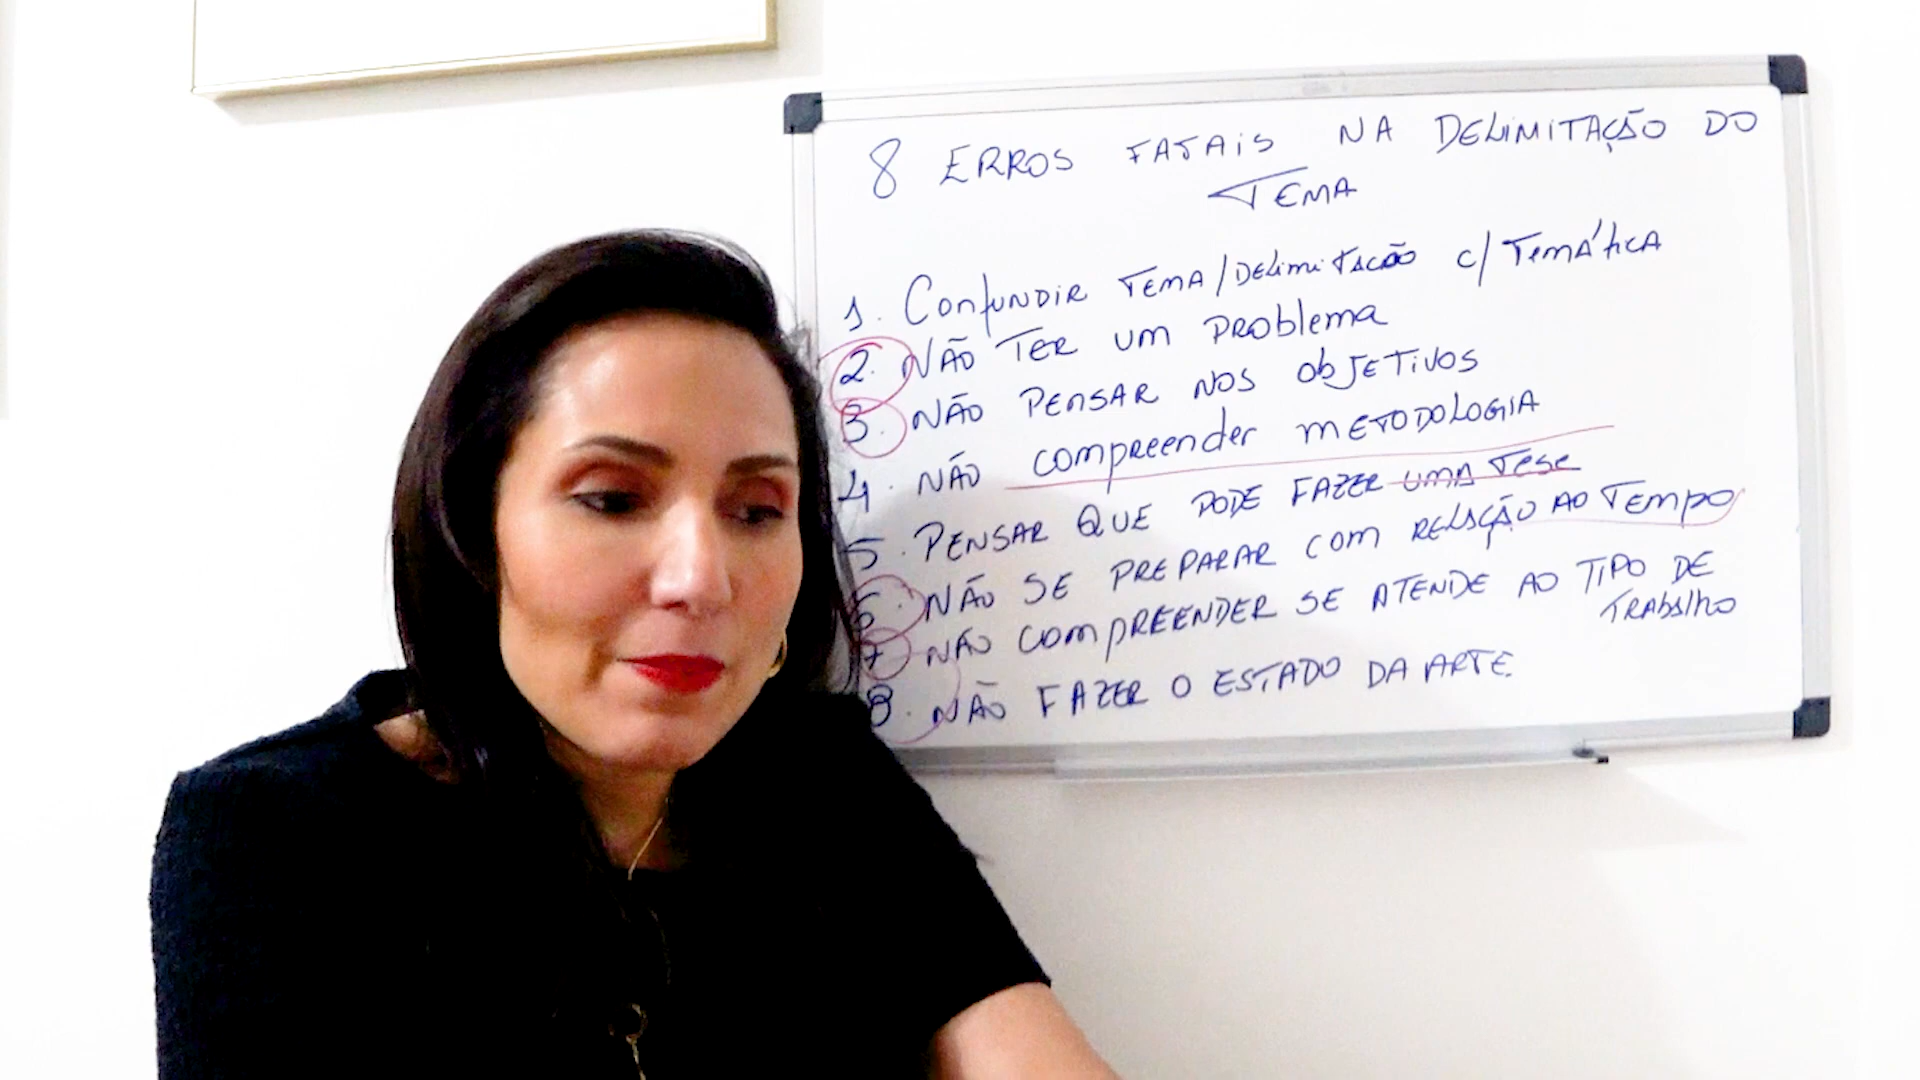 8 ERROS FATAIS NA DELIMITAÇÃO DO
TEMA
1. CONFUNDIR TEMA/DELIMITAÇÃO C/ TEMÁTICA
2. NÃO TER UM PROBLEMA
3. NÃO PENSAR NOS OBJETIVOS
4. NÃO COMPREENDER METODOLOGIA
5. PENSAR QUE PODE FAZER UMA TESE
6. NÃO SE PREPARAR COM RELAÇÃO AO TEMPO
7. NÃO COMPREENDER SE ATENDE AO TIPO DE
TRABALHO
8. NÃO FAZER O ESTADO DA ARTE.